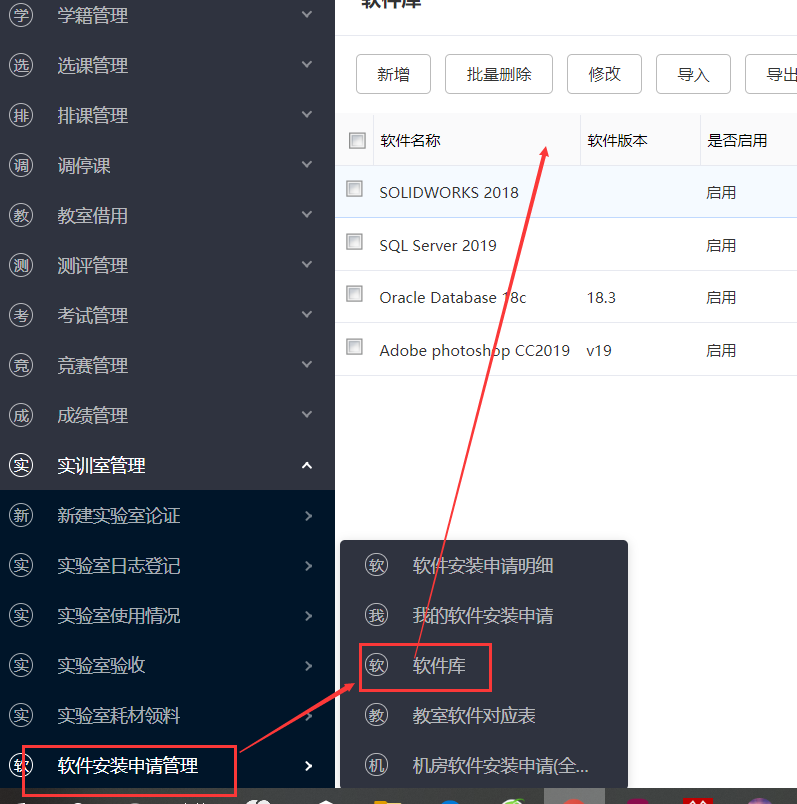 学 学籍管理
选 选课管理
排 排课管理
调 调停课
教 教室借用
测 测评管理
考 考试管理
竞 竞赛管理
成 成绩管理
实 实训室管理
新 新建实验室论证
实 实验室日志登记
实 实验室使用情况
实 实验室验收
实 实验室耗材领料
软 软件安装申请管理
软件库
新增 批量删除 修改 导入 导出
软件名称 软件版本 是否启用
SOLIDWORKS 2018 启用
SQL Server 2019 启用
Oracle Database 18c 18.3 启用
Adobe photoshop CC2019 v19 启用
软 软件安装申请明细
我 我的软件安装申请
软 软件库
教 教室软件对应表
机 机房软件安装申请(全...